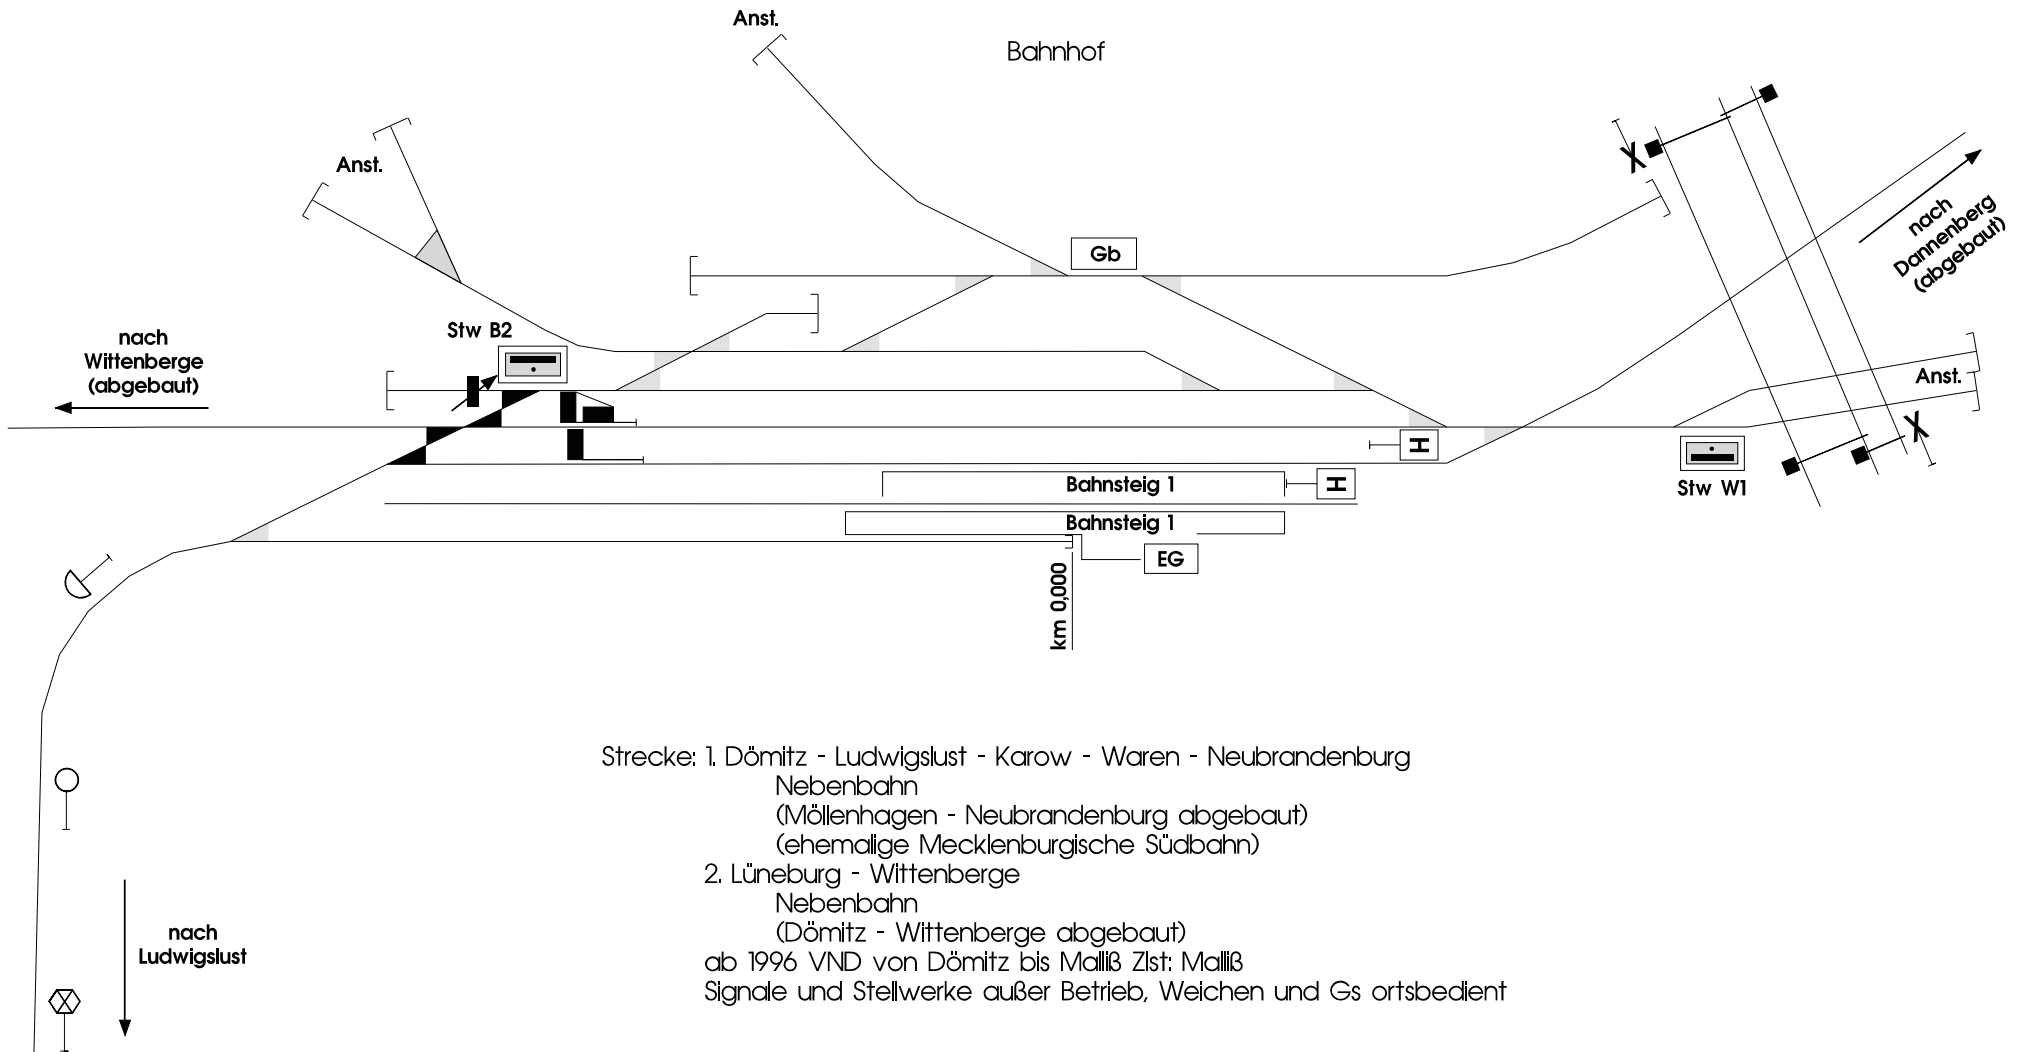 Anst.
Bahnhof
Anst.
Gb
nach
Dannenberg
(abgebaut)
Stw B2
nach
Wittenberge
(abgebaut)
Anst.
H
Stw W1
Bahnsteig 1
H
Bahnsteig 1
EG
km 0,000
Strecke: 1. Dömitz - Ludwigslust - Karow - Waren - Neubrandenburg
Nebenbahn
(Möllenhagen - Neubrandenburg abgebaut)
(ehemalige Mecklenburgische Südbahn)
2. Lüneburg - Wittenberge
Nebenbahn
(Dömitz - Wittenberge abgebaut)
ab 1996 VND von Dömitz bis Malliß Zlst: Malliß
Signale und Stellwerke außer Betrieb, Weichen und Gs ortsbedient
nach
Ludwigslust